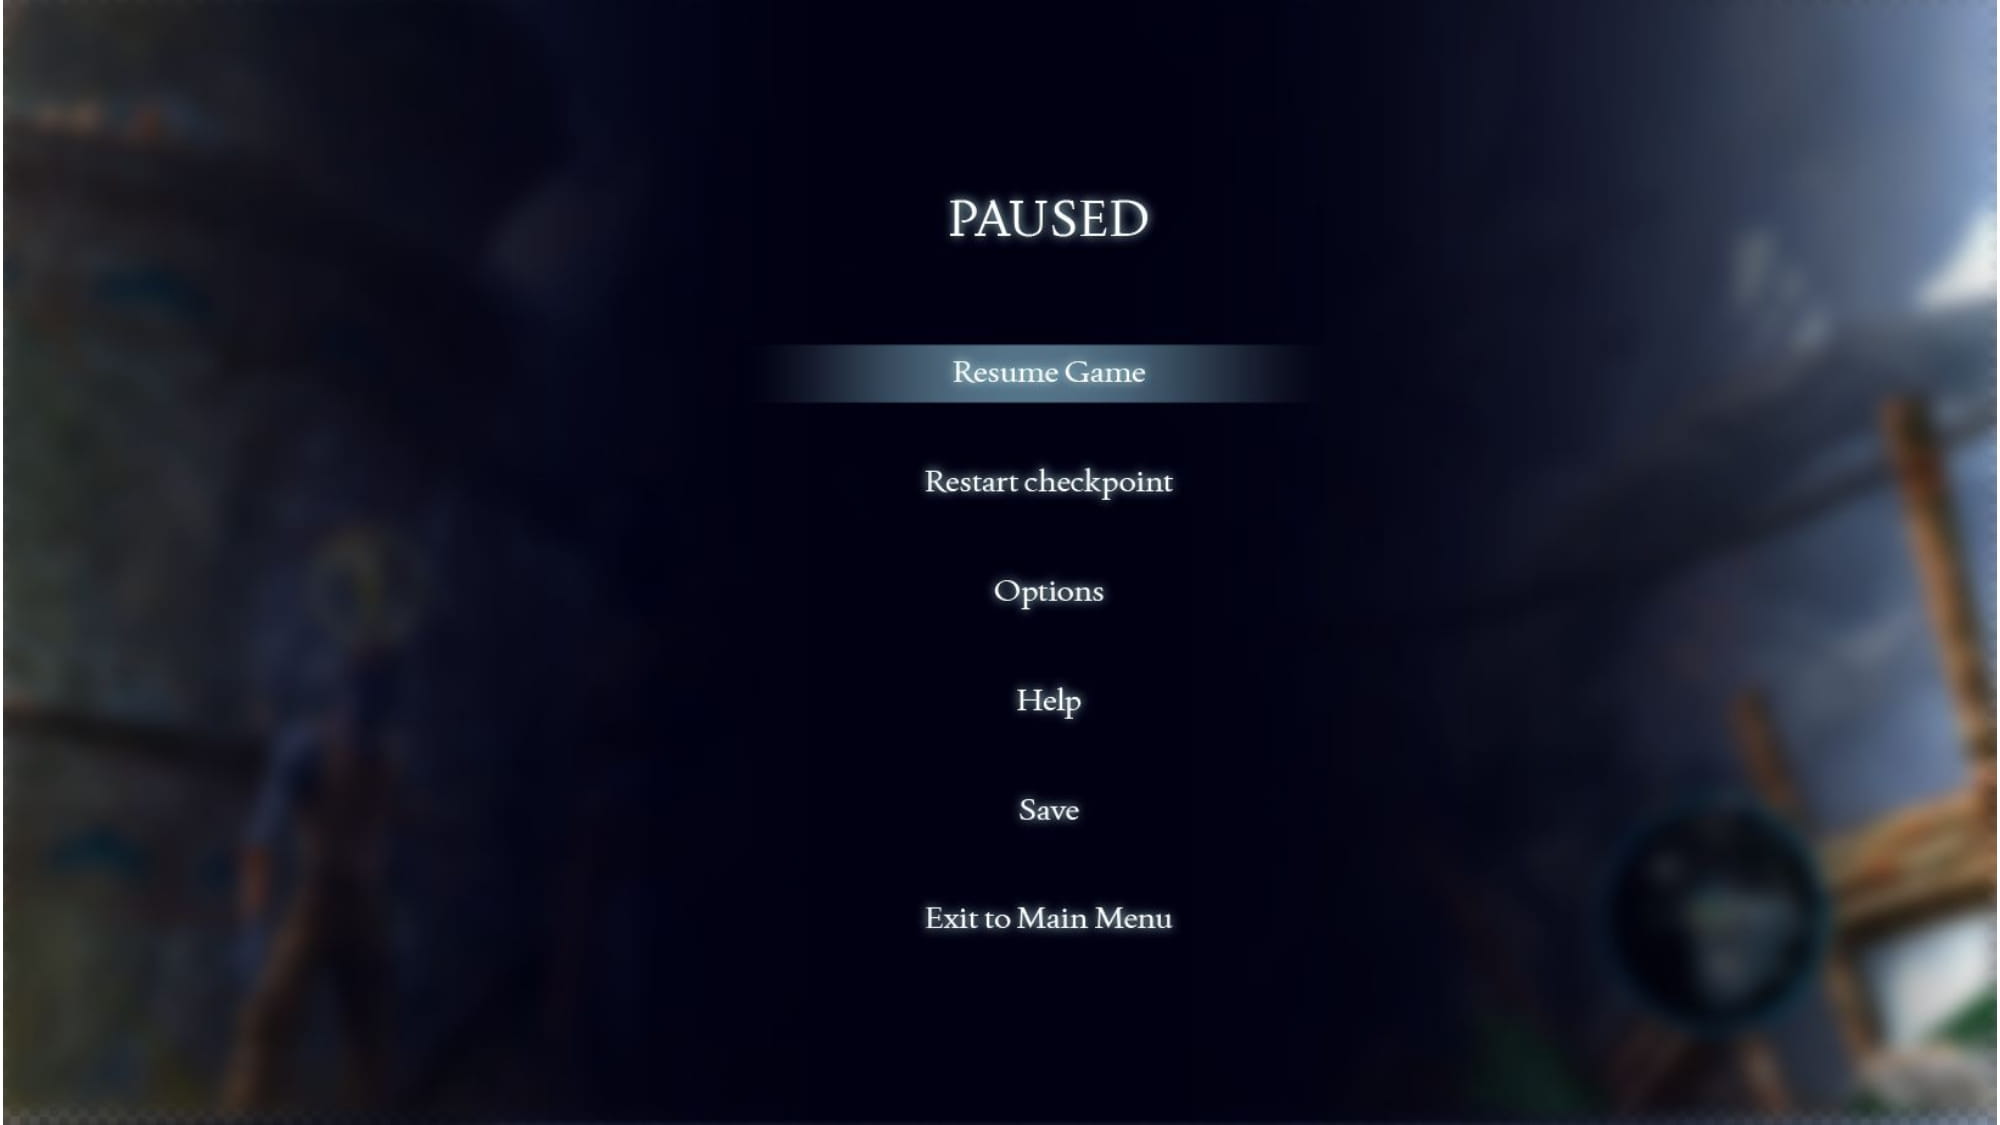 PAUSED
Resume Game
Restart checkpoint
Options
Help
Save
Exit to Main Menu